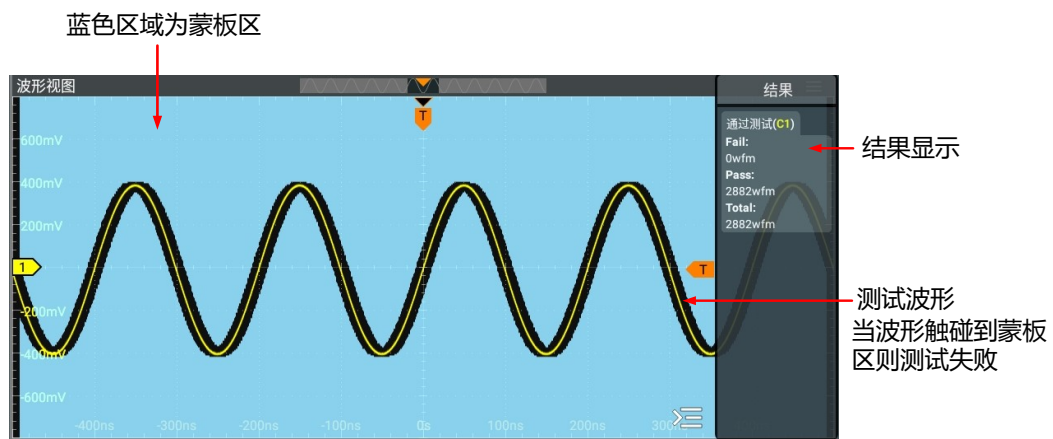 蓝色区域为蒙板区
波形视图
结果
T
600mV
通过测试(C1)
Fail:
0wfm
结果显示
Pass:
400mV
2882wfm
Total:
200mV
2882wfm
1
T
测试波形
-200mV
当波形触碰到蒙板
区则测试失败
-400mV
-600mV
-400ns -300ns -200ns -100ns 0s 100ns 200ns